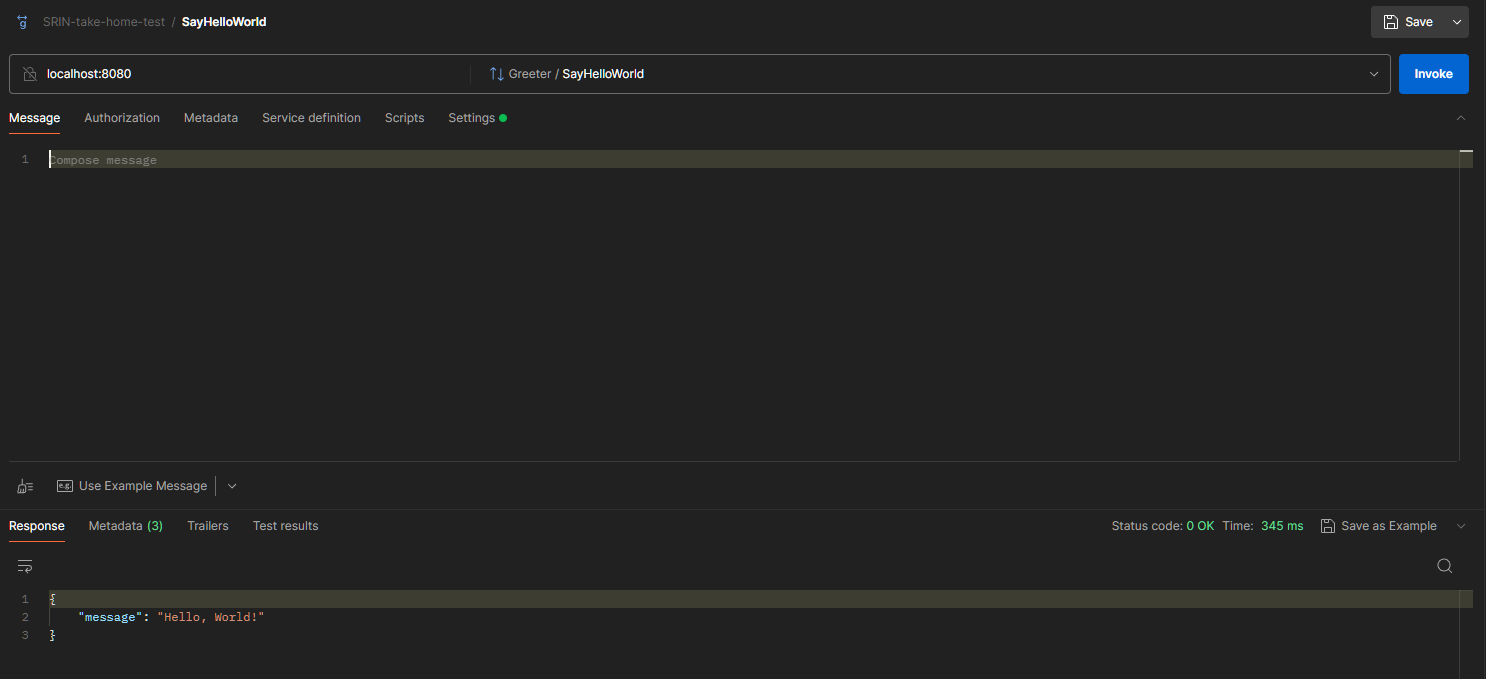 SRIN-take-home-test / SayHelloWorld
Save
localhost:8080
Greeter / SayHelloWorld
Invoke
Message Authorization Metadata Service definition Scripts Settings
1 Compose message
Use Example Message
Response Metadata (3) Trailers Test results Status code: 0 OK Time: 345 ms Save as Example
1 {
2 "message": "Hello, World!"
3 }